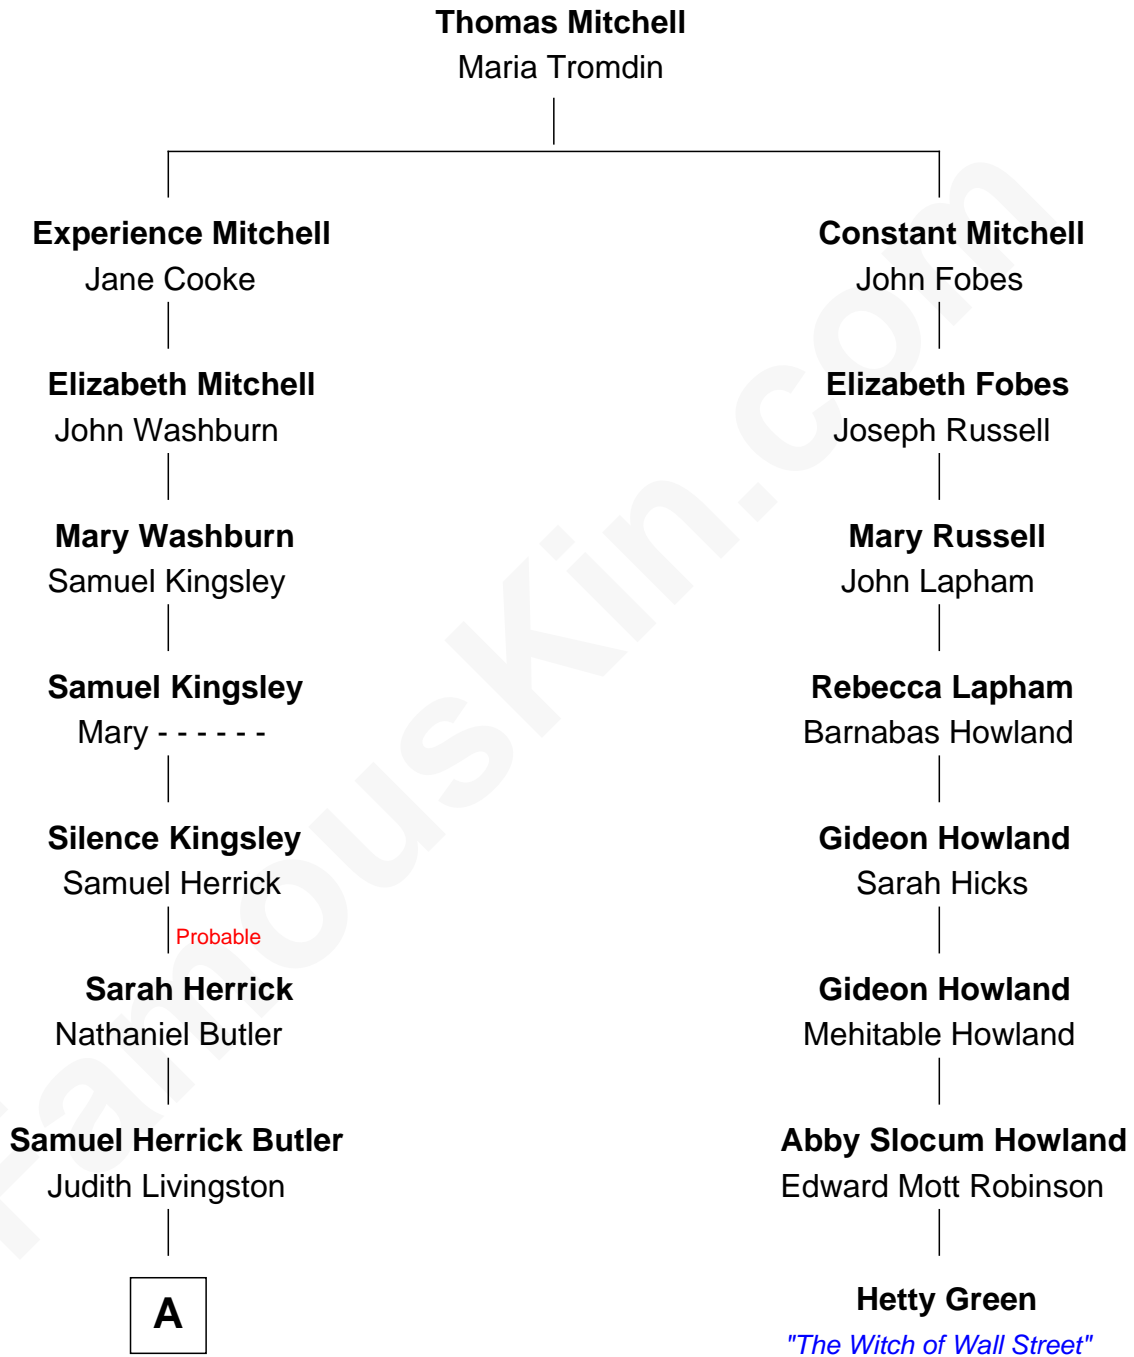 Thomas Mitchell
Maria Tromdin
Experience Mitchell
Jane Cooke
Constant Mitchell
John Fobes
Elizabeth Mitchell
John Washburn
Elizabeth Fobes
Joseph Russell
Mary Washburn
Samuel Kingsley
Mary Russell
John Lapham
Samuel Kingsley
Mary - - - - - -
Rebecca Lapham
Barnabas Howland
Silence Kingsley
Samuel Herrick
Gideon Howland
Sarah Hicks
Probable
Sarah Herrick
Nathaniel Butler
Gideon Howland
Mehitable Howland
Samuel Herrick Butler
Judith Livingston
Abby Slocum Howland
Edward Mott Robinson
A
Hetty Green
"The Witch of Wall Street"
FamousKin.com